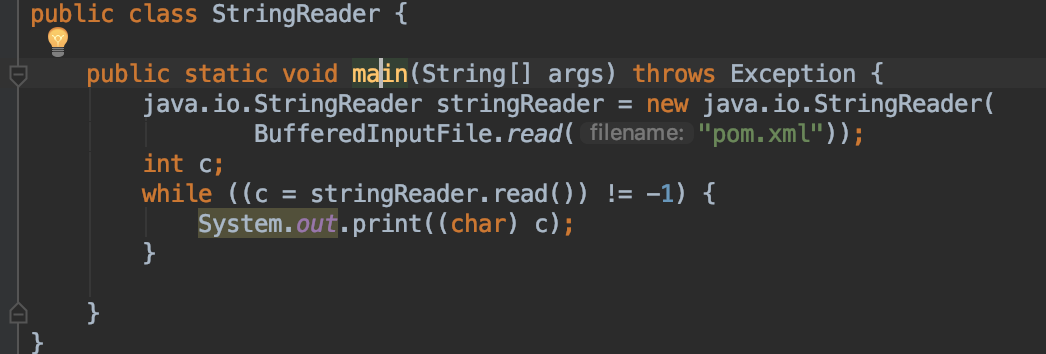 public class StringReader {
public static void main(String[] args) throws Exception {
java.io.StringReader stringReader = new java.io.StringReader(
BufferedInputFile.read( filename: "pom.xml"));
int c;
while ((c = stringReader.read()) != -1) {
System.out.print((char) c);
}
}
}